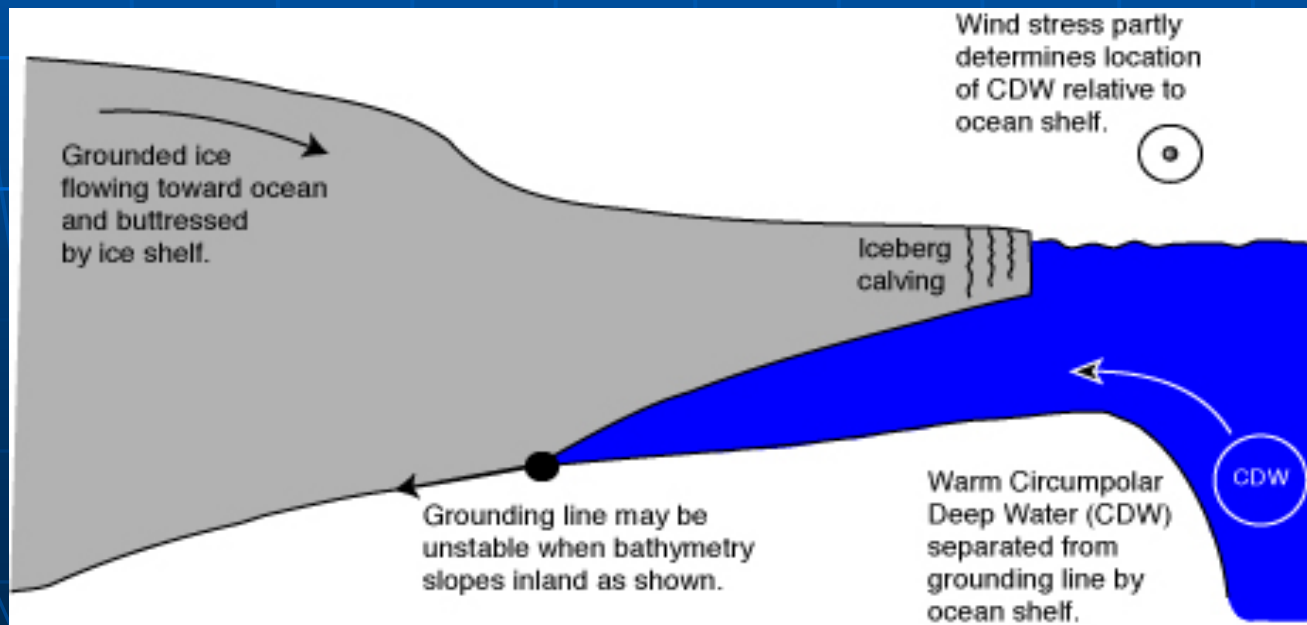 Wind stress partly
determines location
of CDW relative to
ocean shelf.
Grounded ice
flowing toward ocean
and buttressed
by ice shelf.
Iceberg
calving
CDW
Grounding line may be
unstable when bathymetry
slopes inland as shown.
Warm Circumpolar
Deep Water (CDW)
separated from
grounding line by
ocean shelf.